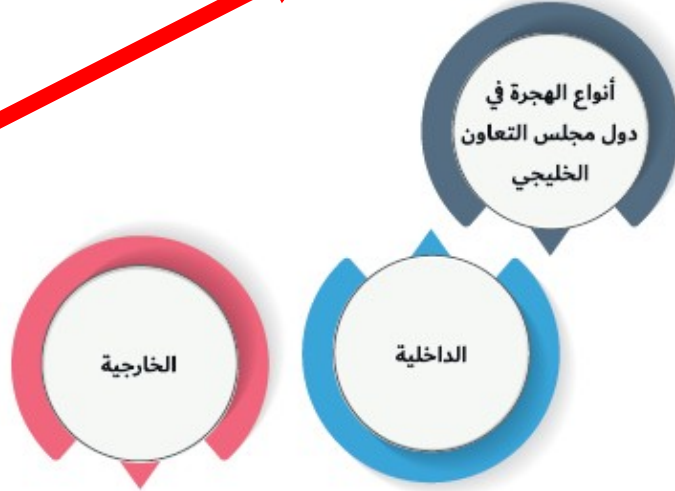 أنواع الهجرة في
دول مجلس التعاون
الخليجي
الداخلية
الخارجية